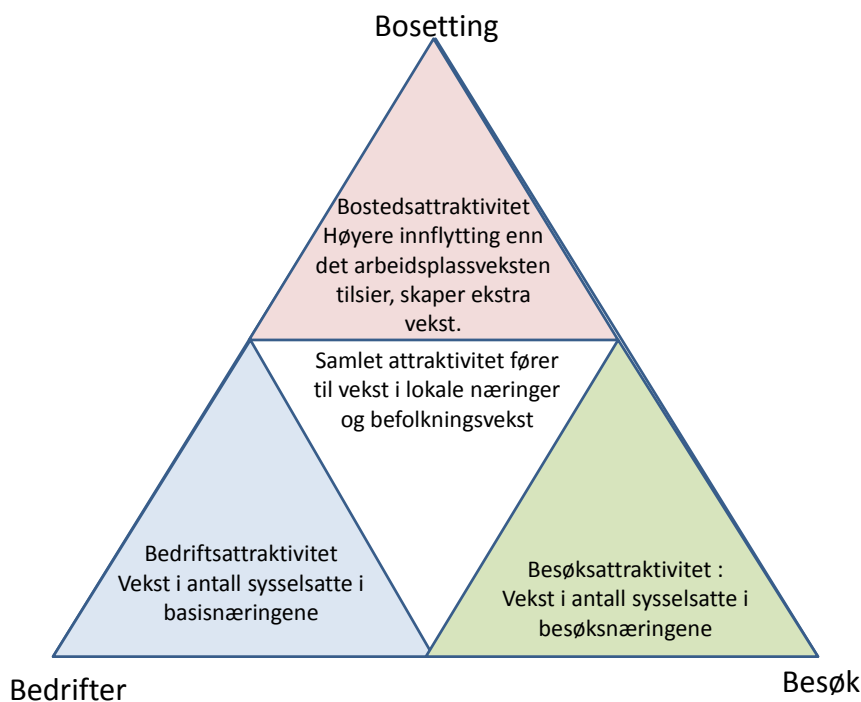 Bosetting
Bostedsattraktivitet
Høyere innflytting enn
det arbeidsplassveksten
tilsier, skaper ekstra
vekst.
Samlet attraktivitet fører
til vekst i lokale næringer
og befolkningsvekst
Bedriftsattraktivitet
Vekst i antall sysselsatte i
basisnæringene
Besøksattraktivitet :
Vekst i antall sysselsatte i
besøksnæringene
Bedrifter
Besøk